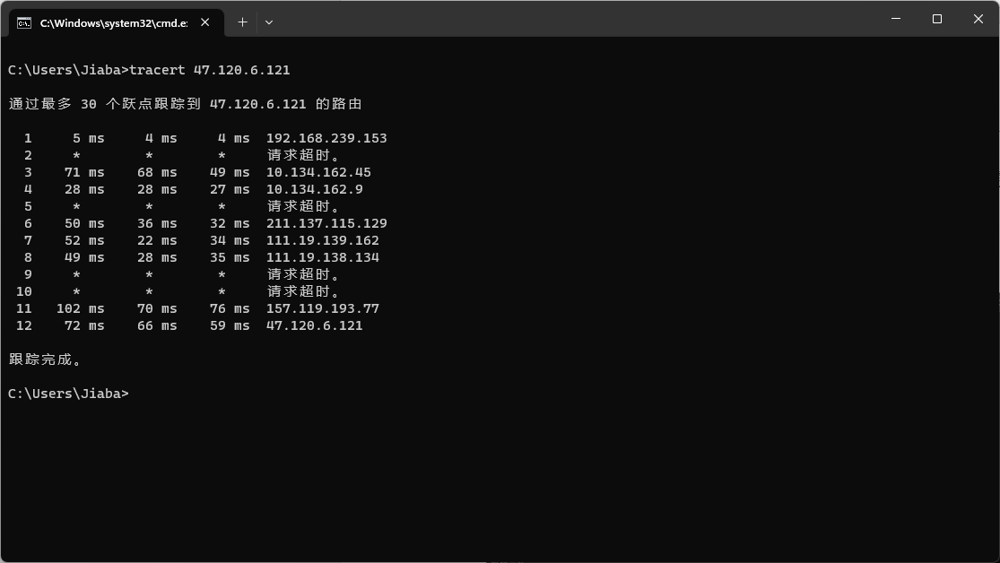 C:\Windows\system32\cmd.e
C:\Users\Jiaba>tracert 47.120.6.121
通过最多 30 个跃点跟踪到 47.120.6.121 的路由
1 5 ms 4 ms 4 ms 192.168.239.153
2 * * * 请求超时。
3 71 ms 68 ms 49 ms 10.134.162.45
4 28 ms 28 ms 27 ms 10.134.162.9
5 * * * 请求超时。
6 50 ms 36 ms 32 ms 211.137.115.129
7 52 ms 22 ms 34 ms 111.19.139.162
8 49 ms 28 ms 35 ms 111.19.138.134
9 * * * 请求超时。
10 * * * 请求超时。
11 102 ms 70 ms 76 ms 157.119.193.77
12 72 ms 66 ms 59 ms 47.120.6.121
跟踪完成。
C:\Users\Jiaba>